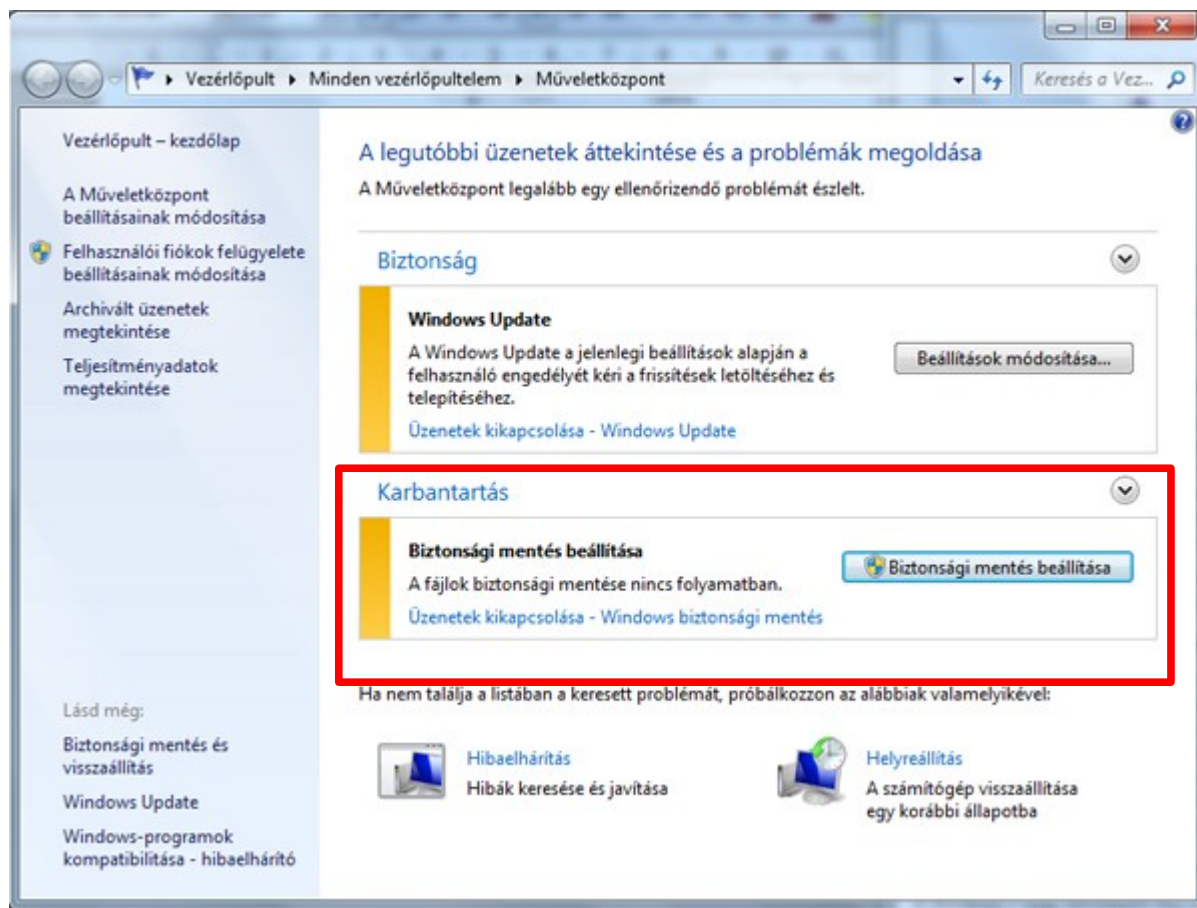 Vezérlőpult ▸ Minden vezérlőpultelem ▸ Műveletközpont
Keresés a Vez...
Vezérlőpult – kezdőlap
A Műveletközpont
beállításainak módosítása
Felhasználói fiókok felügyelete
beállításainak módosítása
Archivált üzenetek
megtekintése
Teljesítményadatok
megtekintése
Lásd még:
Biztonsági mentés és
visszaállítás
Windows Update
Windows-programok
kompatibilitása - hibaelhárító
A legutóbbi üzenetek áttekintése és a problémák megoldása
A Műveletközpont legalább egy ellenőrizendő problémát észlelt.
Biztonság
Windows Update
A Windows Update a jelenlegi beállítások alapján a
felhasználó engedélyét kéri a frissítések letöltéséhez és
telepítéséhez.
Beállítások módosítása...
Üzenetek kikapcsolása - Windows Update
Karbantartás
Biztonsági mentés beállítása
A fájlok biztonsági mentése nincs folyamatban.
Biztonsági mentés beállítása
Üzenetek kikapcsolása - Windows biztonsági mentés
Ha nem találja a listában a keresett problémát, próbálkozzon az alábbiak valamelyikével:
Hibaelhárítás
Hibák keresése és javítása
Helyreállítás
A számítógép visszaállítása
egy korábbi állapotba